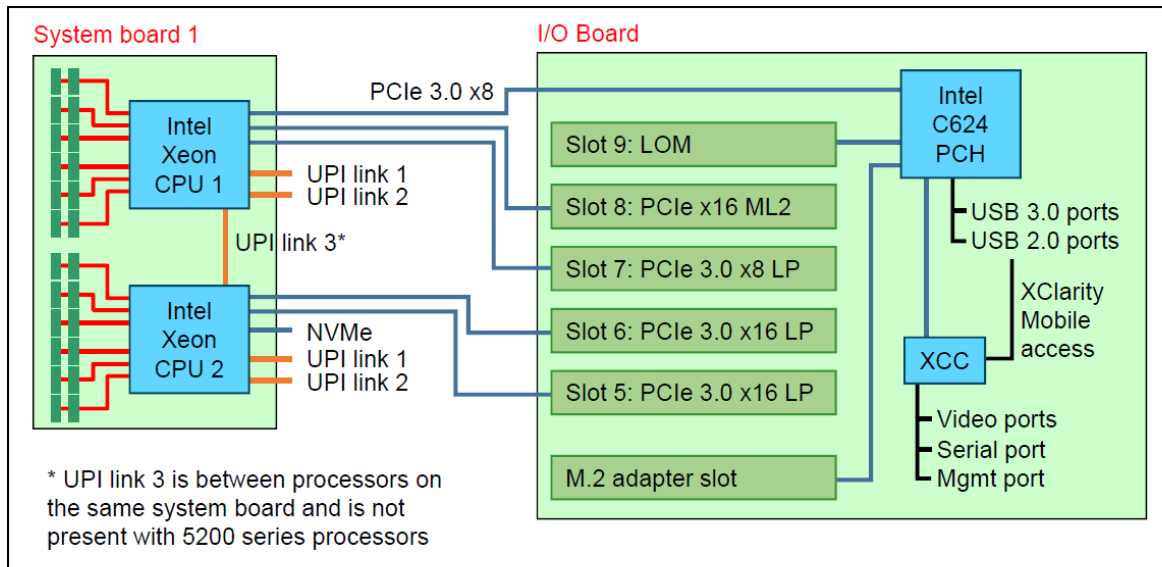 System board 1
I/O Board
PCIe 3.0 x8
Intel
Xeon
CPU 1
UPI link 1
UPI link 2
UPI link 3*
Intel
Xeon
CPU 2
NVMe
UPI link 1
UPI link 2
Intel
C624
PCH
Slot 9: LOM
Slot 8: PCIe x16 ML2
Slot 7: PCIe 3.0 x8 LP
Slot 6: PCIe 3.0 x16 LP
Slot 5: PCIe 3.0 x16 LP
M.2 adapter slot
USB 3.0 ports
USB 2.0 ports
XClarity
Mobile
access
XCC
Video ports
Serial port
Mgmt port
* UPI link 3 is between processors on
the same system board and is not
present with 5200 series processors